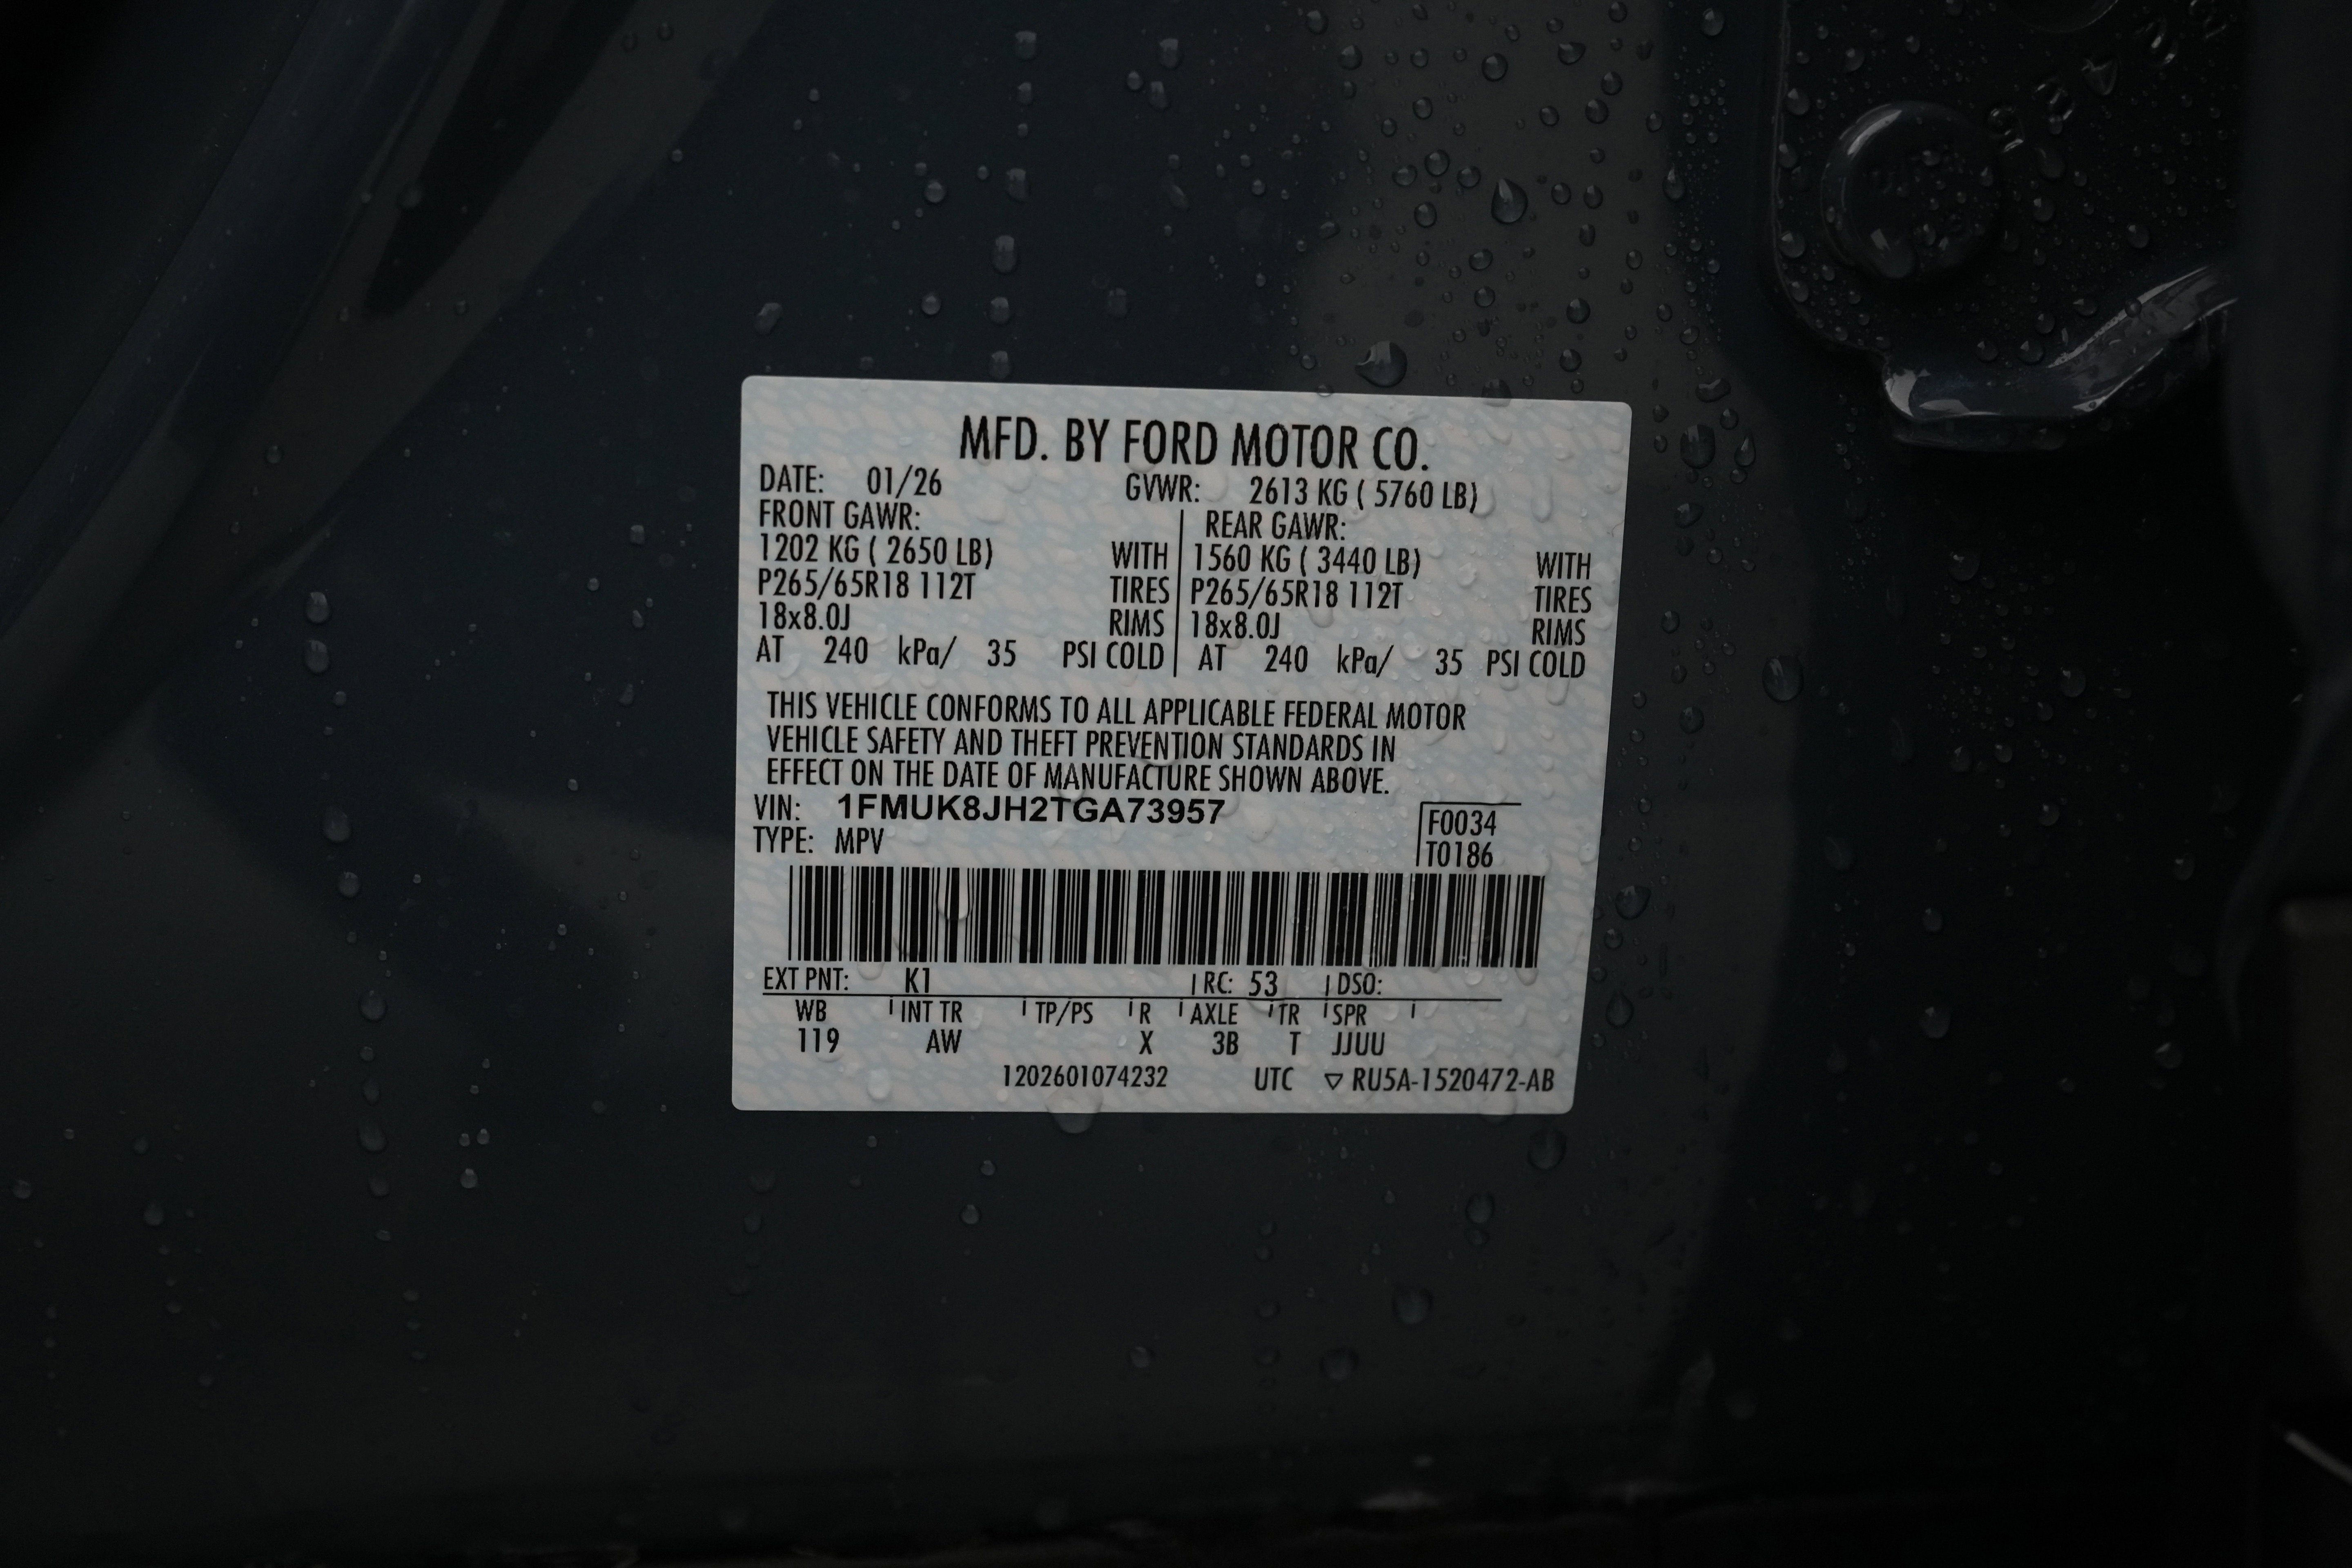 MFD. BY FORD MOTOR CO.
DATE: 01/26 GVWR: 2613 KG ( 5760 LB)
FRONT GAWR: REAR GAWR:
1202 KG ( 2650 LB) WITH 1560 KG ( 3440 LB) WITH
P265/65R18 112T TIRES P265/65R18 112T TIRES
18x8.0J RIMS 18x8.0J RIMS
AT 240 kPa/ 35 PSI COLD AT 240 kPa/ 35 PSI COLD
THIS VEHICLE CONFORMS TO ALL APPLICABLE FEDERAL MOTOR
VEHICLE SAFETY AND THEFT PREVENTION STANDARDS IN
EFFECT ON THE DATE OF MANUFACTURE SHOWN ABOVE.
VIN: 1FMUK8JH2TGA73957
F0034
TYPE: MPV
T0186
EXT PNT: K1 RC: 53 DSO:
WB INT TR TP/PS R AXLE TR SPR
119 AW X 3B T JJUU
1202601074232 UTC ▽ RU5A-1520472-AB